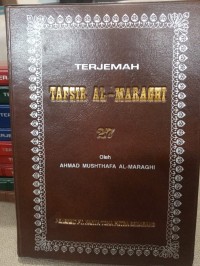 TERJEMAH
TAFSIR AL-MARAGHI
27
Oleh
AHMAD MUSHTHAFA AL-MARAGHI